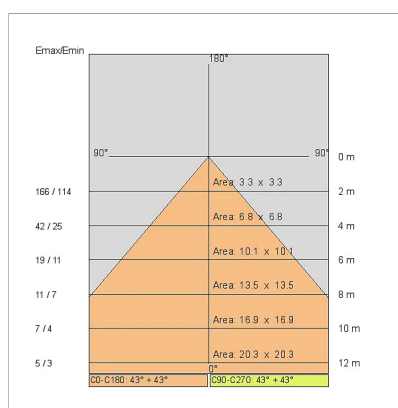 Emax/Emin
180°
90° 90° 0 m
Area: 3.3 x 3.3
166 / 114 2 m
Area: 6.8 x 6.8
42 / 25 4 m
Area: 10.1 x 10.1
19 / 11 6 m
Area: 13.5 x 13.5
11 / 7 8 m
Area: 16.9 x 16.9
7 / 4 10 m
Area: 20.3 x 20.3
5 / 3 12 m
0°
C0-C180: 43° + 43° C90-C270: 43° + 43°